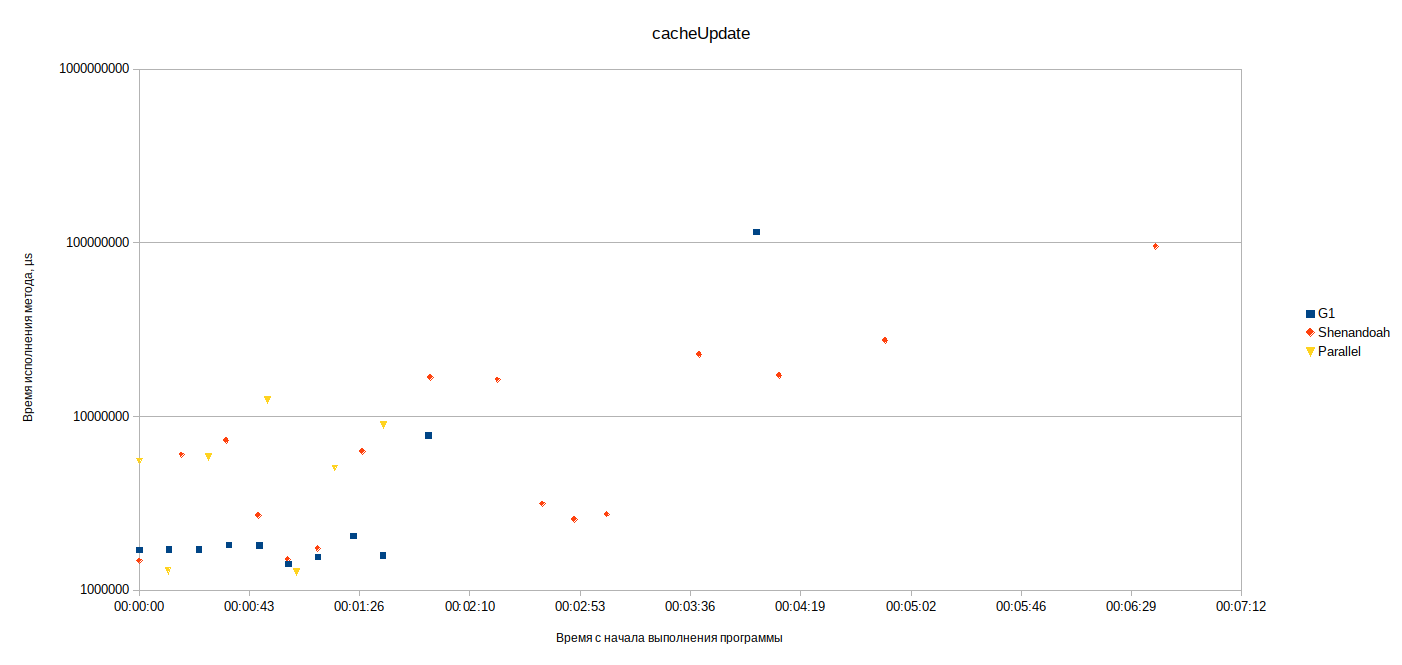 cacheUpdate
1000000000
100000000
10000000
1000000
Время исполнения метода, µs
00:00:00 00:00:43 00:01:26 00:02:10 00:02:53 00:03:36 00:04:19 00:05:02 00:05:46 00:06:29 00:07:12
Время с начала выполнения программы
G1
Shenandoah
Parallel